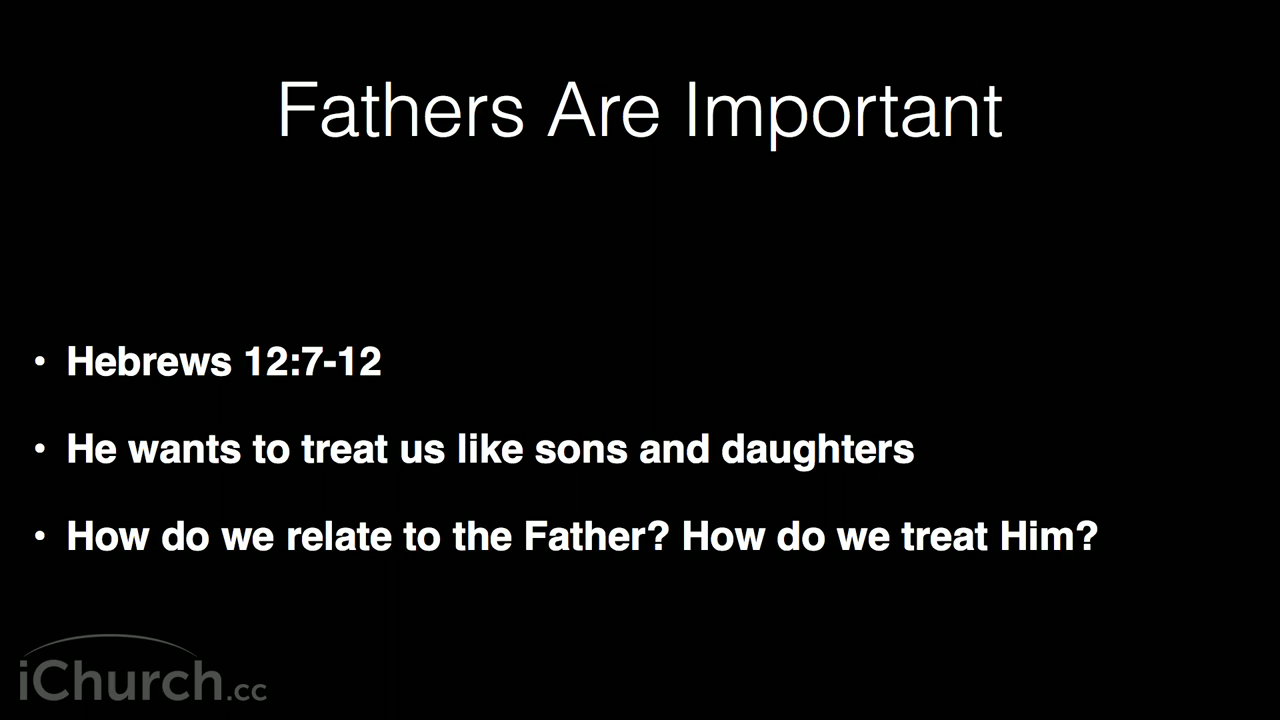 Fathers Are Important
• Hebrews 12:7-12
• He wants to treat us like sons and daughters
• How do we relate to the Father? How do we treat Him?
iChurch.cc